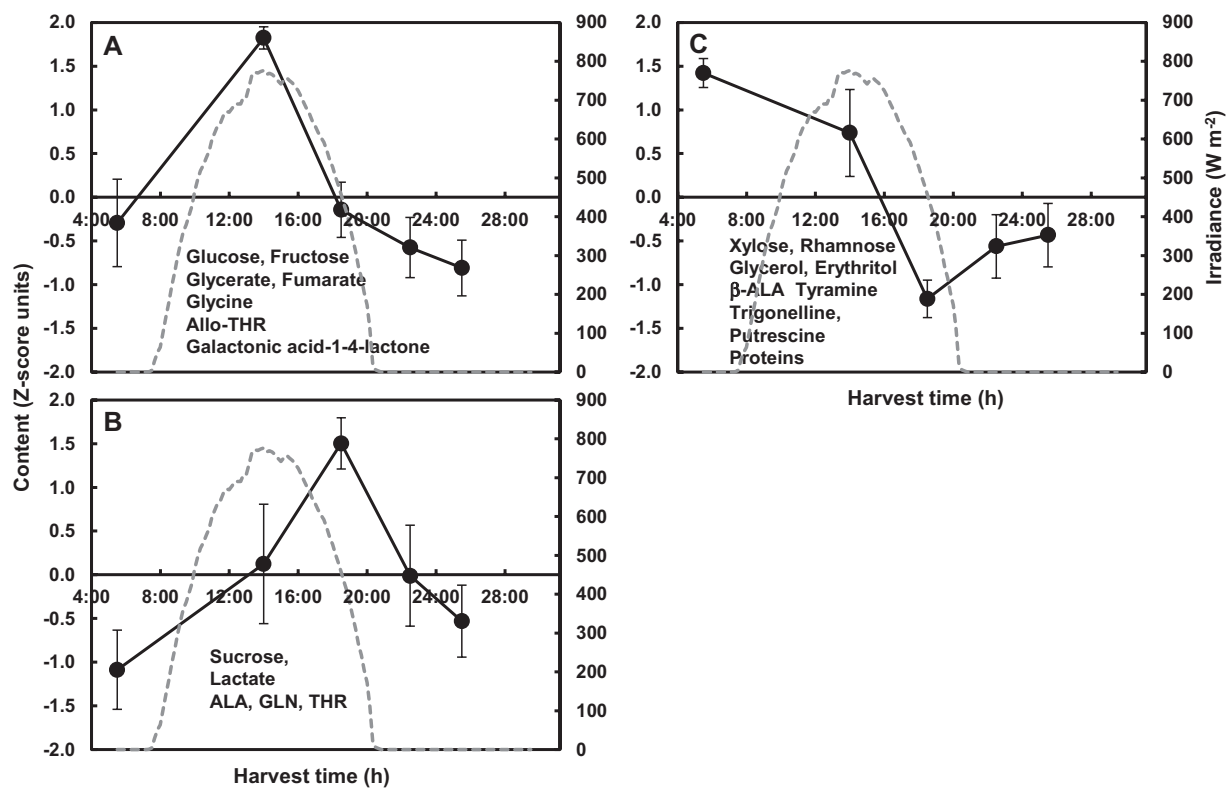 A
2.0
1.5
1.0
0.5
0.0
-0.5
-1.0
-1.5
-2.0
4:00 8:00 12:00 16:00 20:00 24:00 28:00
900
800
700
600
500
400
300
200
100
0
Glucose, Fructose
Glycerate, Fumarate
Glycine
Allo-THR
Galactonic acid-1-4-lactone
C
2.0
1.5
1.0
0.5
0.0
-0.5
-1.0
-1.5
-2.0
4:00 8:00 12:00 16:00 20:00 24:00 28:00
900
800
700
600
500
400
300
200
100
0
Xylose, Rhamnose
Glycerol, Erythritol
β-ALA Tyramine
Trigonelline,
Putrescine
Proteins
Irradiance (W m-2)
Harvest time (h)
Content (Z-score units)
B
2.0
1.5
1.0
0.5
0.0
-0.5
-1.0
-1.5
-2.0
4:00 8:00 12:00 16:00 20:00 24:00 28:00
900
800
700
600
500
400
300
200
100
0
Sucrose,
Lactate
ALA, GLN, THR
Harvest time (h)